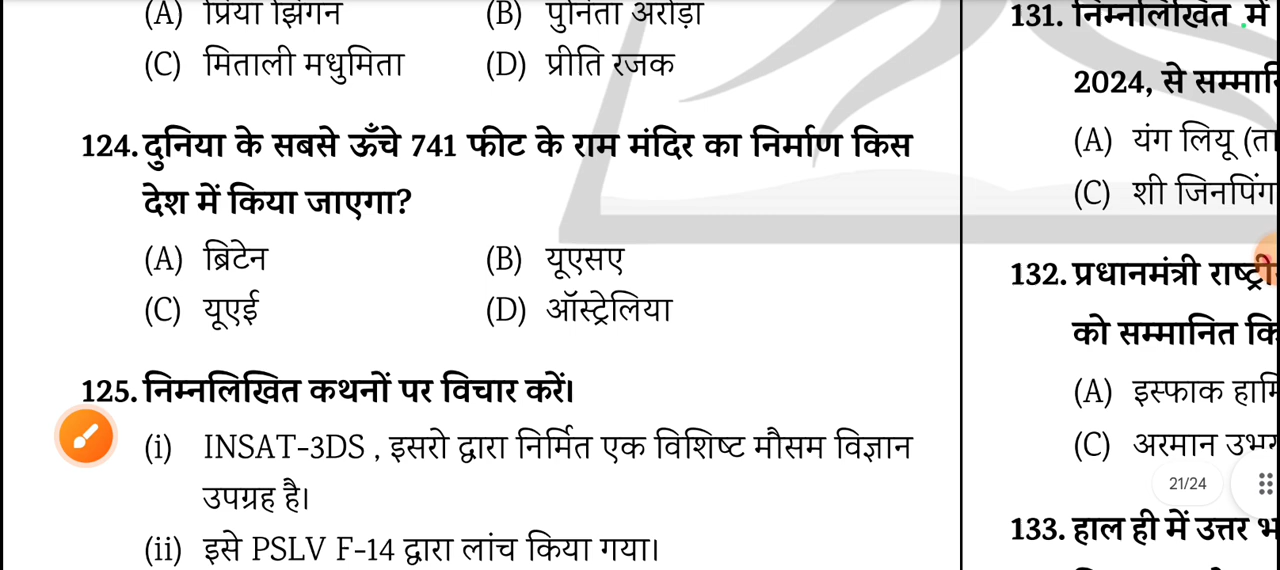 (A) प्रिया झिंगन (B) पुनिता अरोड़ा
(C) मिताली मधुमिता (D) प्रीति रजक
124. दुनिया के सबसे ऊँचे 741 फीट के राम मंदिर का निर्माण किस
देश में किया जाएगा?
(A) ब्रिटेन (B) यूएसए
(C) यूएई (D) ऑस्ट्रेलिया
125. निम्नलिखित कथनों पर विचार करें।
(i) INSAT-3DS , इसरो द्वारा निर्मित एक विशिष्ट मौसम विज्ञान
उपग्रह है।
(ii) इसे PSLV F-14 द्वारा लांच किया गया।
131. निम्नलिखित में
2024, से
(A) यंग लियू
(C) शी जिनपिंग
132. प्रधानमंत्री
को सम्मानित
(A) इस्फाक
(C) अरमान
21/24
133. हाल ही में उत्तर